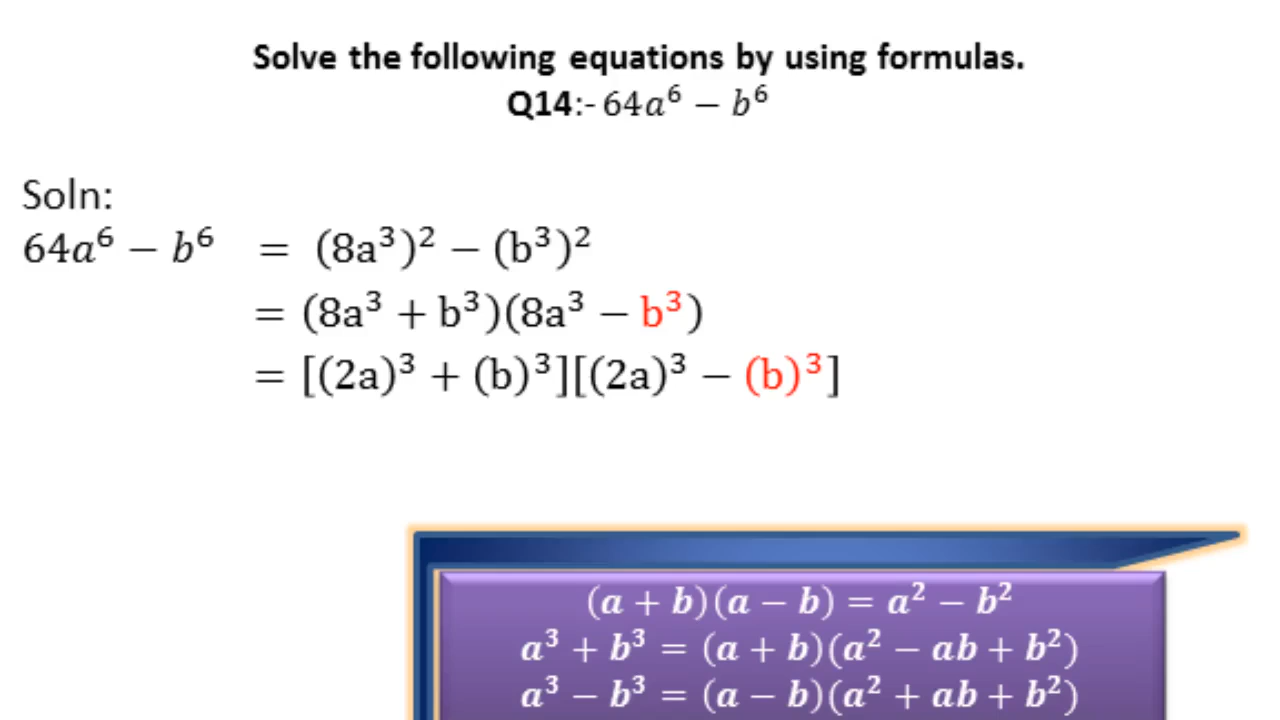 Solve the following equations by using formulas.
Q14:- 64a⁶ − b⁶
Soln:
64a⁶ − b⁶ = (8a³)² − (b³)²
= (8a³ + b³)(8a³ − b³)
= [(2a)³ + (b)³][(2a)³ − (b)³]
(a + b)(a − b) = a² − b²
a³ + b³ = (a + b)(a² − ab + b²)
a³ − b³ = (a − b)(a² + ab + b²)